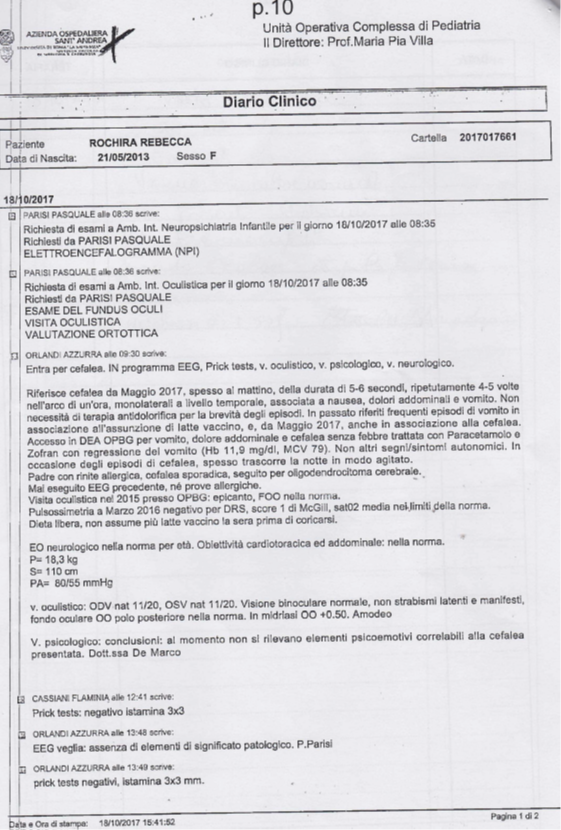 p.10
AZIENDA OSPEDALIERA
SANT' ANDREA
Unità Operativa Complessa di Pediatria
Il Direttore: Prof.Maria Pia Villa
Diario Clinico
Paziente ROCHIRA REBECCA Cartella 2017017661
Data di Nascita: 21/05/2013 Sesso F
18/10/2017
PARISI PASQUALE alle 08:36 scrive:
Richiesta di esami a Amb. Int. Neuropsichiatria Infantile per il giorno 18/10/2017 alle 08:35
Richiesti da PARISI PASQUALE
ELETTROENCEFALOGRAMMA (NPI)
PARISI PASQUALE alle 08:36 scrive:
Richiesta di esami a Amb. Int. Oculistica per il giorno 18/10/2017 alle 08:35
Richiesti da PARISI PASQUALE
ESAME DEL FUNDUS OCULI
VISITA OCULISTICA
VALUTAZIONE ORTOTTICA
ORLANDI AZZURRA alle 09:30 scrive:
Entra per cefalea. IN programma EEG, Prick tests, v. oculistico, v. psicologico, v. neurologico.
Riferisce cefalea da Maggio 2017, spesso al mattino, della durata di 5-6 secondi, ripetutamente 4-5 volte
nell'arco di un'ora, monolaterali a livello temporale, associata a nausea, dolori addominali e vomito. Non
necessità di terapia antidolorifica per la brevità degli episodi. In passato riferiti frequenti episodi di vomito in
associazione all'assunzione di latte vaccino, e, da Maggio 2017, anche in associazione alla cefalea.
Accesso in DEA OPBG per vomito, dolore addominale e cefalea senza febbre trattata con Paracetamolo e
Zofran con regressione del vomito (Hb 11,9 mg/dl, MCV 79). Non altri segni/sintomi autonomici. In
occasione degli episodi di cefalea, spesso trascorre la notte in modo agitato.
Padre con rinite allergica, cefalea sporadica, seguito per oligodendrocitoma cerebrale.
Mai eseguito EEG precedente, né prove allergiche.
Visita oculistica nel 2015 presso OPBG: epicanto, FOO nella norma.
Pulsossimetria a Marzo 2016 negativo per DRS, score 1 di McGill, sat02 media nei limiti della norma.
Dieta libera, non assume più latte vaccino la sera prima di coricarsi.
EO neurologico nella norma per età. Obiettività cardiotoracica ed addominale: nella norma.
P= 18,3 kg
S= 110 cm
PA= 80/55 mmHg
v. oculistico: ODV nat 11/20, OSV nat 11/20. Visione binoculare normale, non strabismi latenti e manifesti,
fondo oculare OO polo posteriore nella norma. In midriasi OO +0.50. Amodeo
V. psicologico: conclusioni: al momento non si rilevano elementi psicoemotivi correlabili alla cefalea
presentata. Dott.ssa De Marco
CASSIANI FLAMINIA alle 12:41 scrive:
Prick tests: negativo istamina 3x3
ORLANDI AZZURRA alle 13:48 scrive:
EEG veglia: assenza di elementi di significato patologico. P.Parisi
ORLANDI AZZURRA alle 13:49 scrive:
prick tests negativi, istamina 3x3 mm.
Data e Ora di stampa: 18/10/2017 15:41:52 Pagina 1 di 2